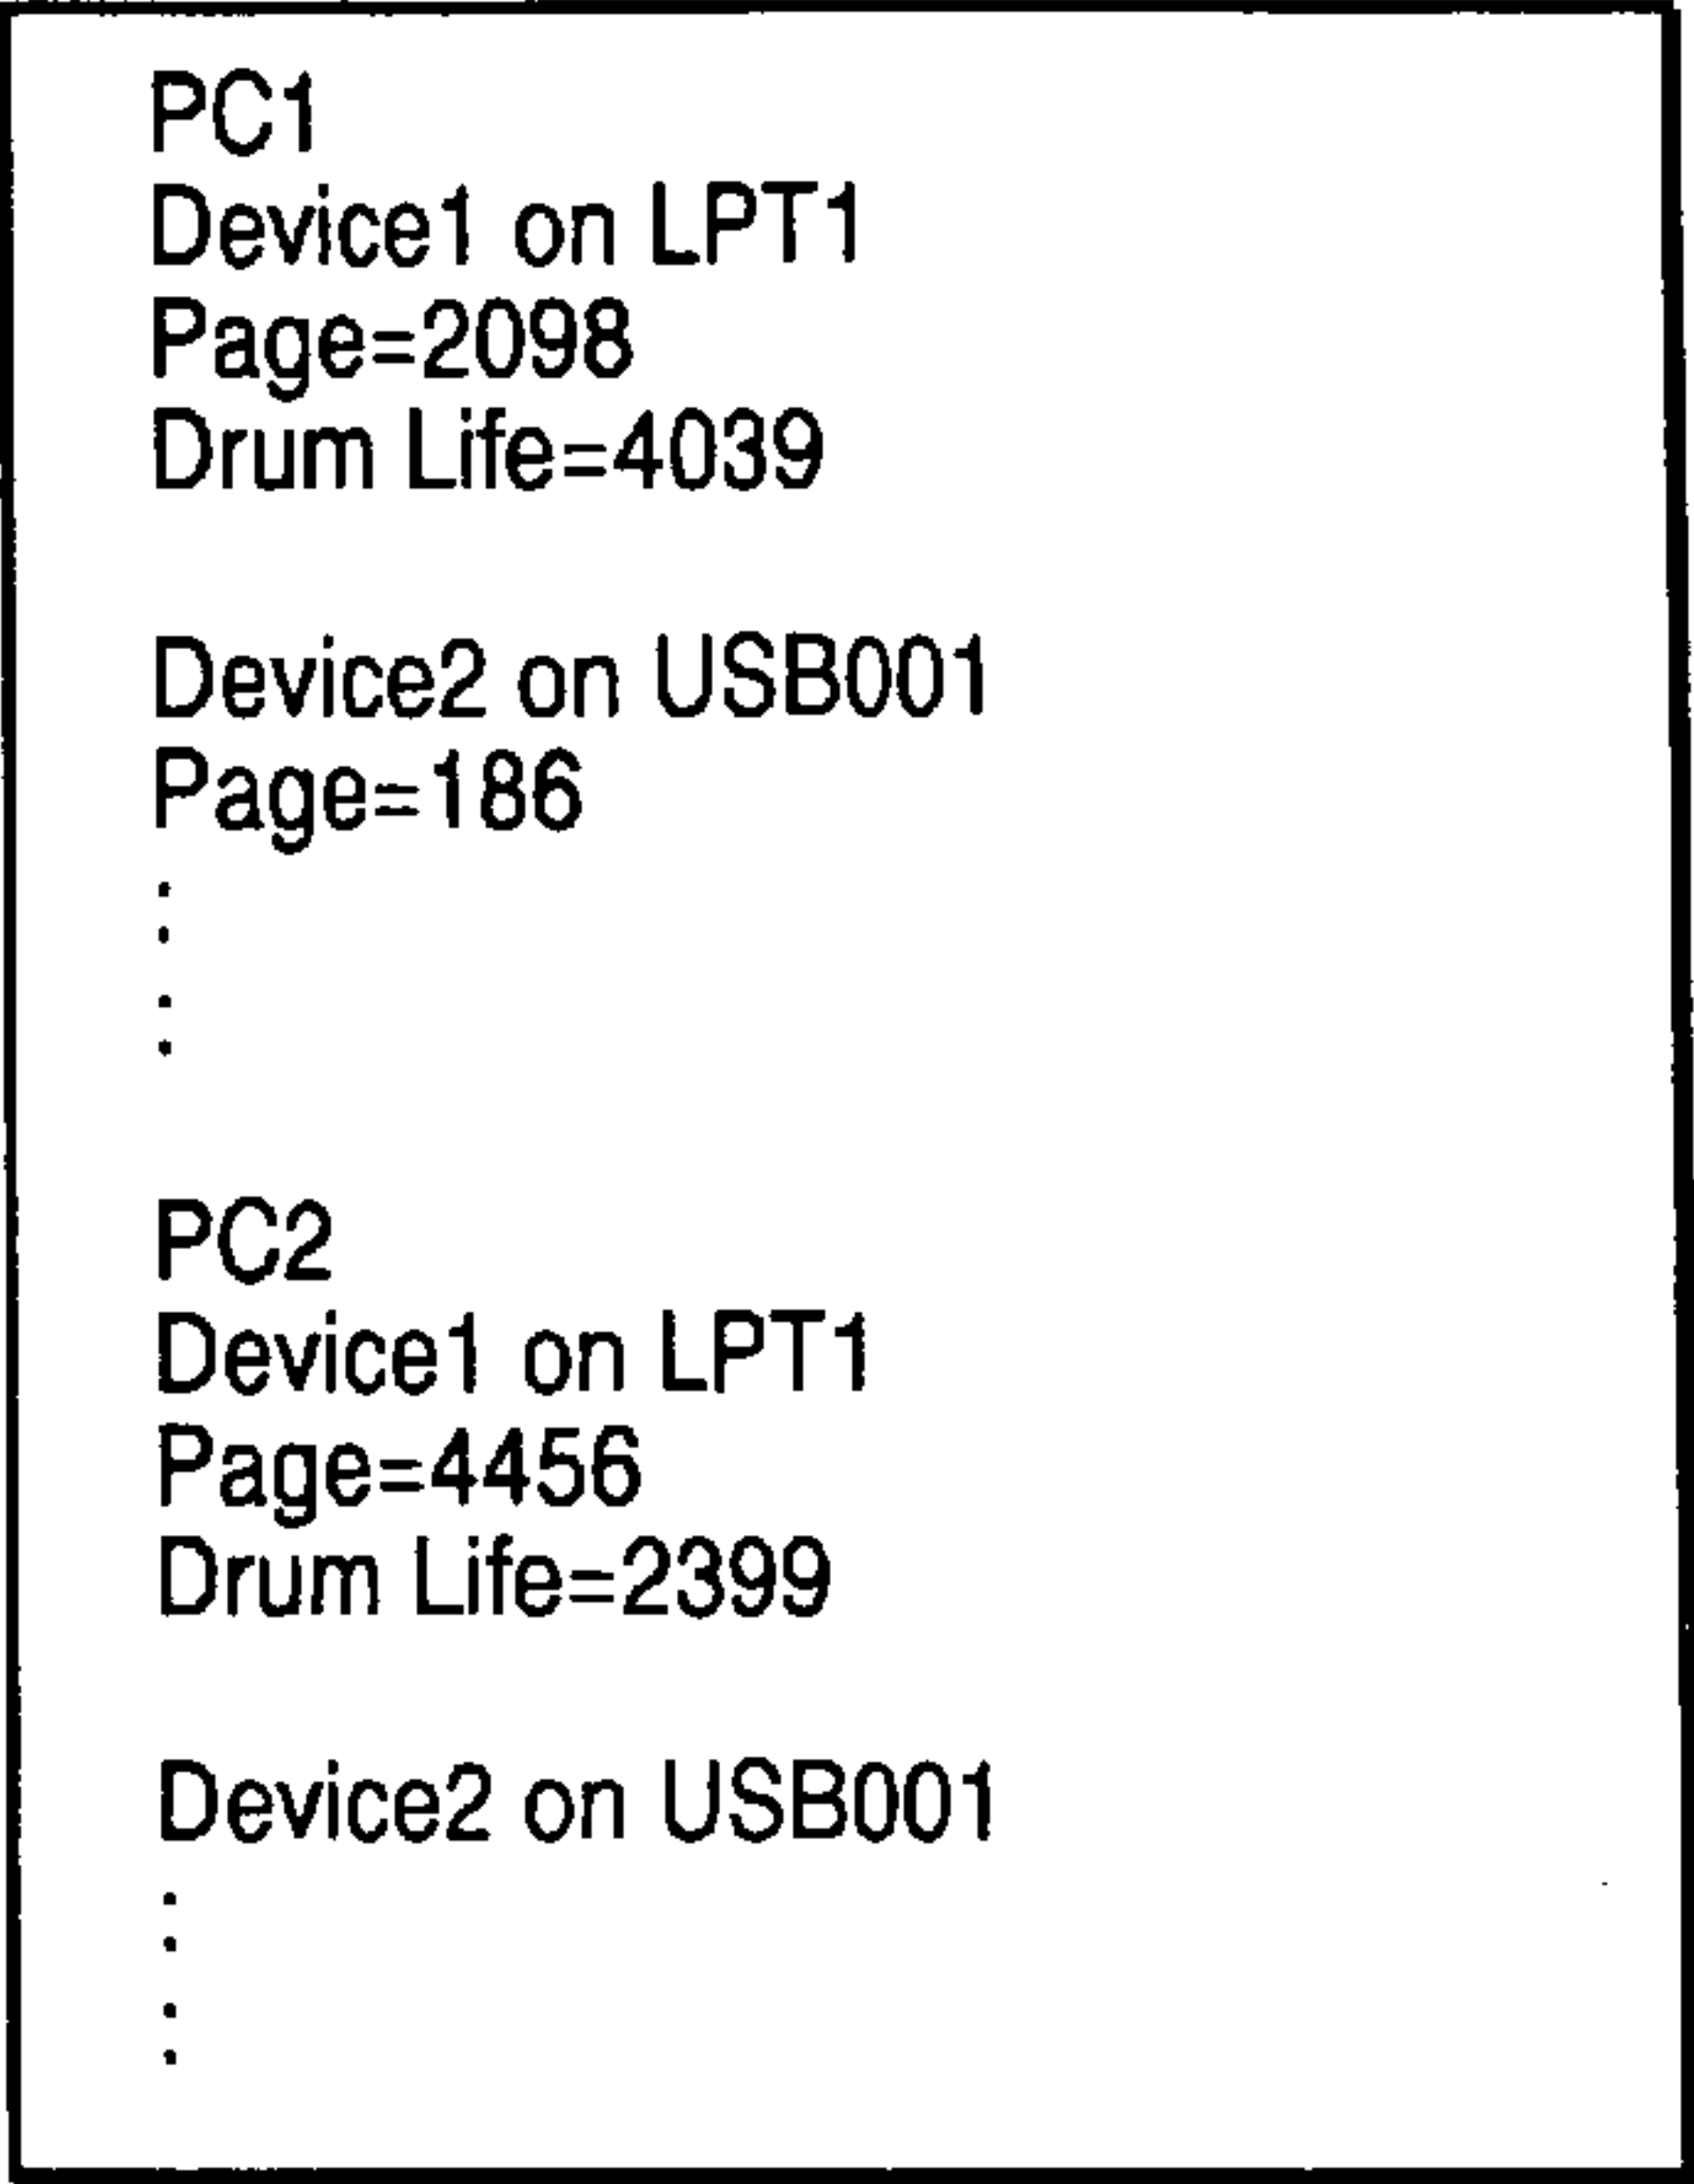 PC1
Device1 on LPT1
Page=2098
Drum Life=4039
Device2 on USB001
Page=186
:
:
PC2
Device1 on LPT1
Page=4456
Drum Life=2399
Device2 on USB001
:
: